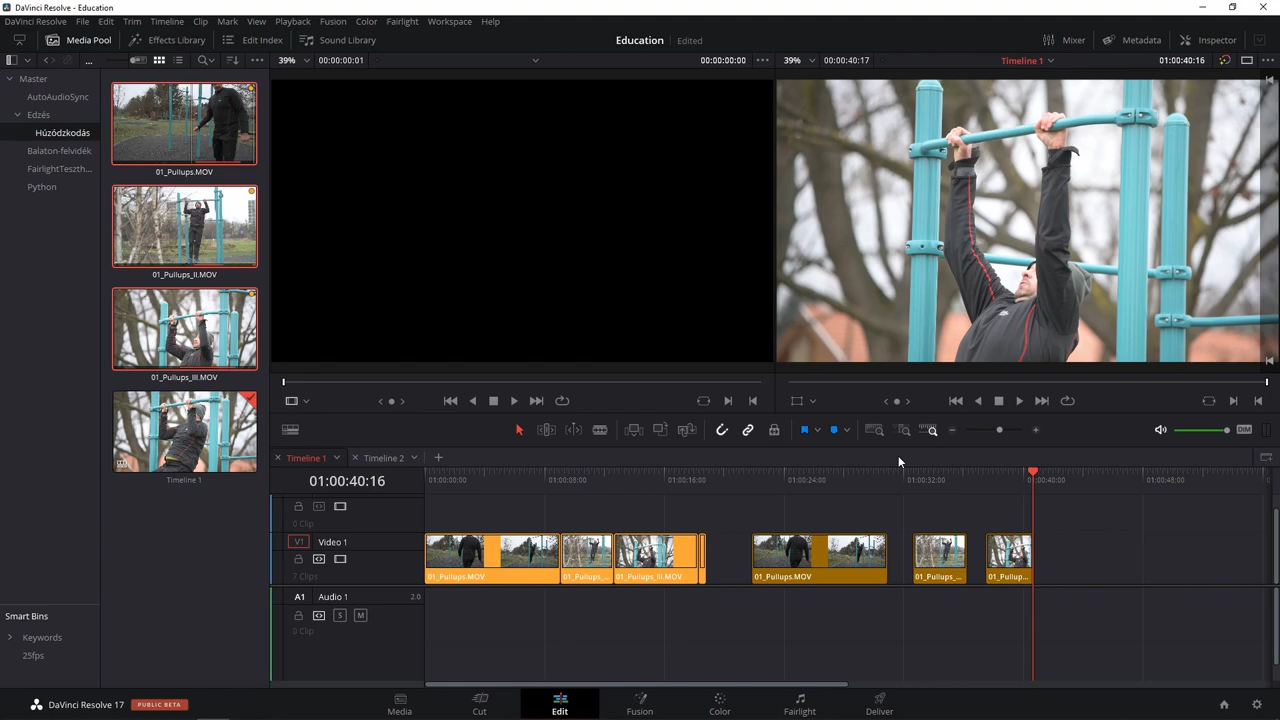 DaVinci Resolve - Education
DaVinci Resolve File Edit Trim Timeline Clip Mark View Playback Fusion Color Fairlight Workspace Help
Media Pool Effects Library Edit Index Sound Library Education Edited Mixer Metadata Inspector
39% 00:00:00:01 00:00:00:00 39% 00:00:40:17 Timeline 1 01:00:40:16
Master
AutoAudioSync
Edzés
Húzódzkodás
Balaton-felvidék
FairlightTeszth...
Python
01_Pullups.MOV
01_Pullups_II.MOV
01_Pullups_III.MOV
Timeline 1
DIM
Timeline 1 Timeline 2
01:00:40:16
01:00:00:00 01:00:08:00 01:00:16:00 01:00:24:00 01:00:32:00 01:00:40:00 01:00:48:00
0 Clip
V1 Video 1
7 Clips
01_Pullups.MOV 01_Pullups_... 01_Pullups_III.MOV 01_Pullups.MOV 01_Pullups_... 01_Pullup...
A1 Audio 1 2.0
S M
0 Clip
Smart Bins
Keywords
25fps
DaVinci Resolve 17 PUBLIC BETA
Media Cut Edit Fusion Color Fairlight Deliver